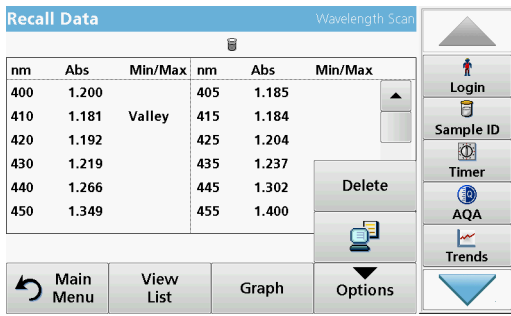 Recall Data
Wavelength Scan
nm Abs Min/Max nm Abs Min/Max
400 1.200 405 1.185
410 1.181 Valley 415 1.184
420 1.192 425 1.204
430 1.219 435 1.237
440 1.266 445 1.302
450 1.349 455 1.400
Delete
Main
Menu
View
List
Graph
Options
Login
Sample ID
Timer
AQA
Trends